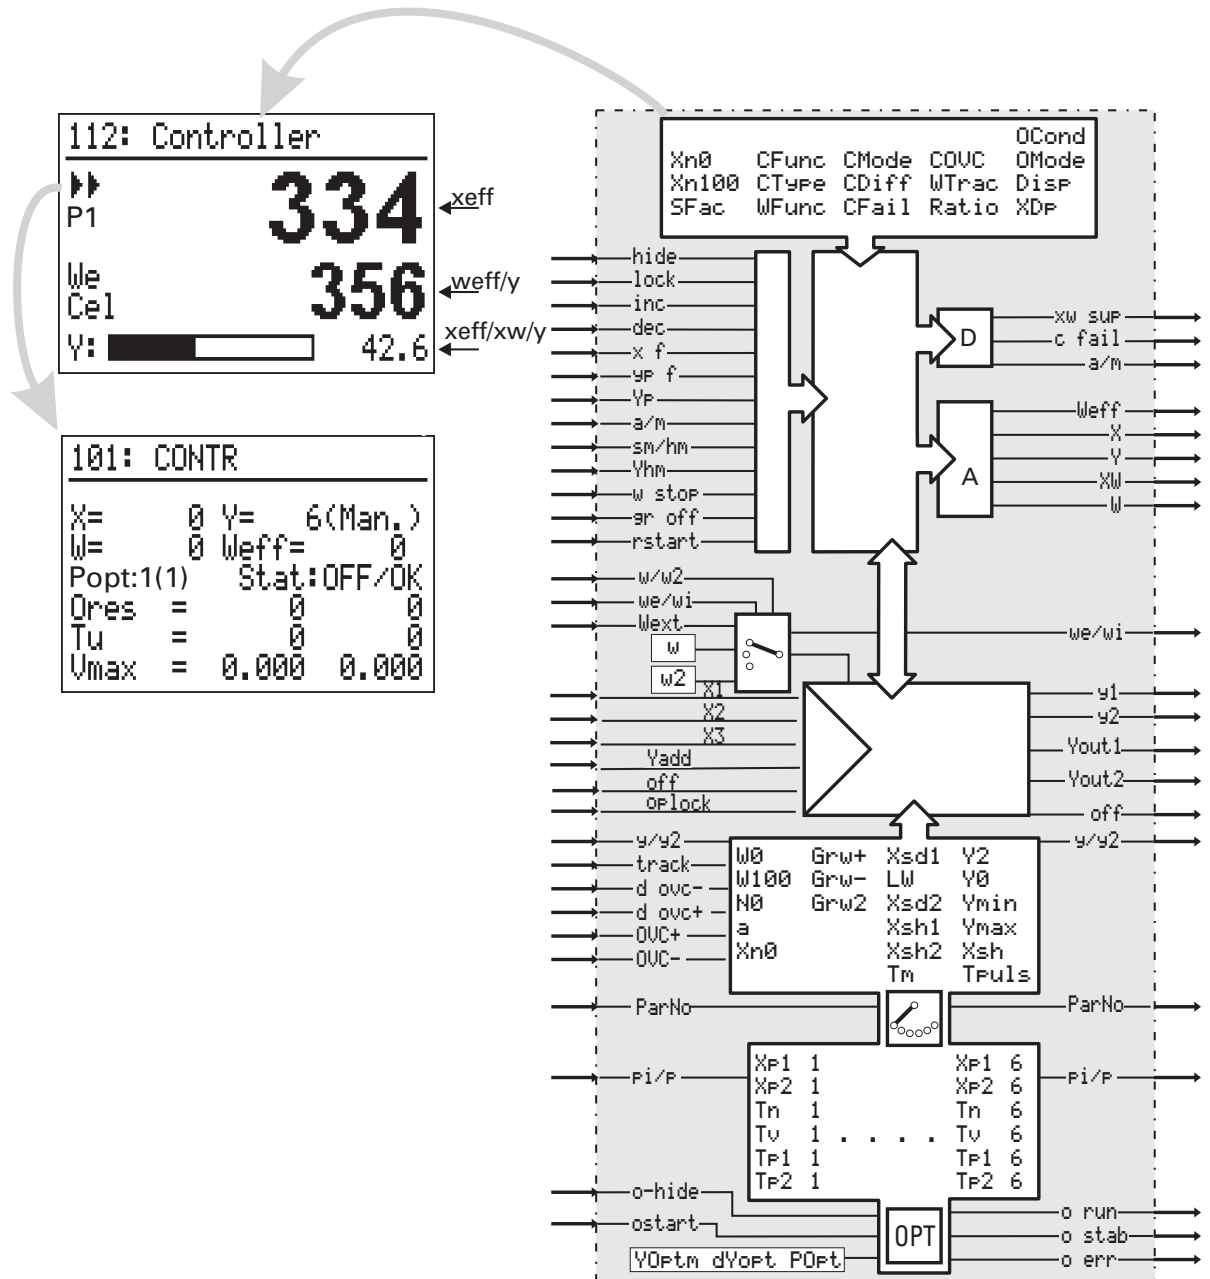 112: Controller
P1
334
xeff
We
Cel
356
weff/y
Y:
42.6
xeff/xw/y
101: CONTR
X= 0 Y= 6(Man.)
W= 0 Weff= 0
Popt:1(1) Stat:OFF/OK
Ores = 0 0
Tu = 0 0
Vmax = 0.000 0.000
OCond
Xn0 CFunc CMode COVC OMode
Xn100 CType CDiff WTrac Disp
SFac WFunc CFail Ratio XDp
hide
lock
inc
dec
x f
yp f
Yp
a/m
sm/hm
Yhm
w stop
gr off
rstart
D
xw sup
c fail
a/m
A
Weff
X
Y
XW
W
w/w2
we/wi
Wext
w
w2
we/wi
X1
X2
X3
Yadd
off
oplock
y1
y2
Yout1
Yout2
off
y/y2
y/y2
track
d ovc-
d ovc+
OVC+
OVC-
W0 Grw+ Xsd1 Y2
W100 Grw- LW Y0
N0 Grw2 Xsd2 Ymin
a Xsh1 Ymax
Xn0 Xsh2 Xsh
Tm Tpuls
ParNo
ParNo
pi/p
pi/p
Xp1 1 Xp1 6
Xp2 1 Xp2 6
Tn 1 Tn 6
Tv 1 . . . . Tv 6
Tp1 1 Tp1 6
Tp2 1 Tp2 6
o-hide
ostart
YOptm dYopt POpt
OPT
o run
o stab
o err